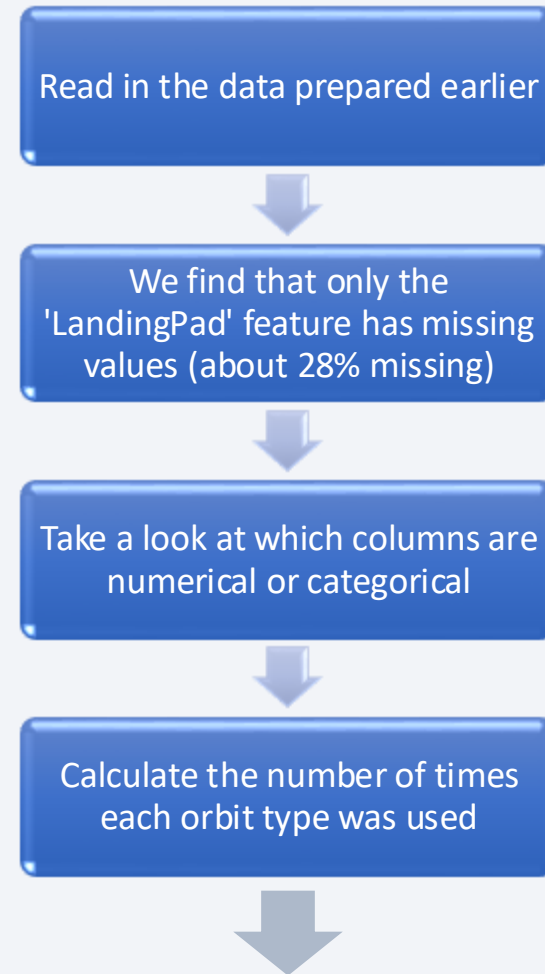 Read in the data prepared earlier
We find that only the
'LandingPad' feature has missing
values (about 28% missing)
Take a look at which columns are
numerical or categorical
Calculate the number of times
each orbit type was used